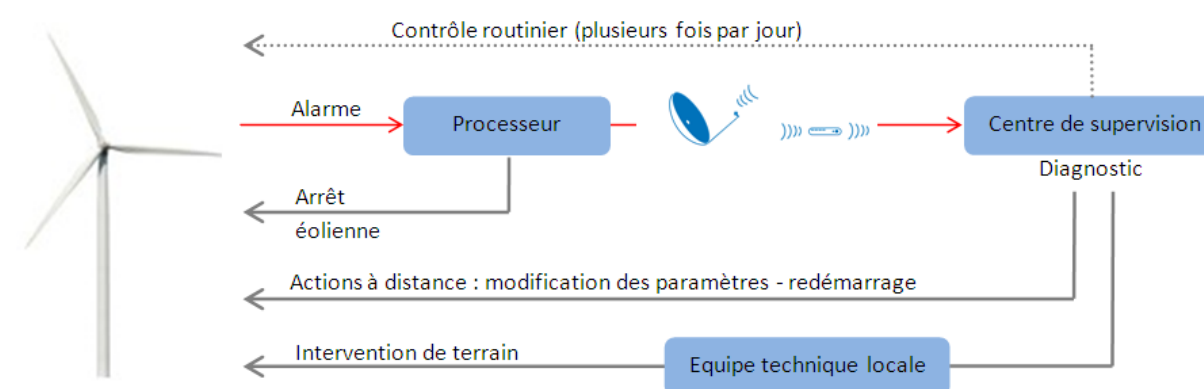 Contrôle routinier (plusieurs fois par jour)
Alarme
Processeur
Centre de supervision
Diagnostic
Arrêt
éolienne
Actions à distance : modification des paramètres - redémarrage
Intervention de terrain
Equipe technique locale